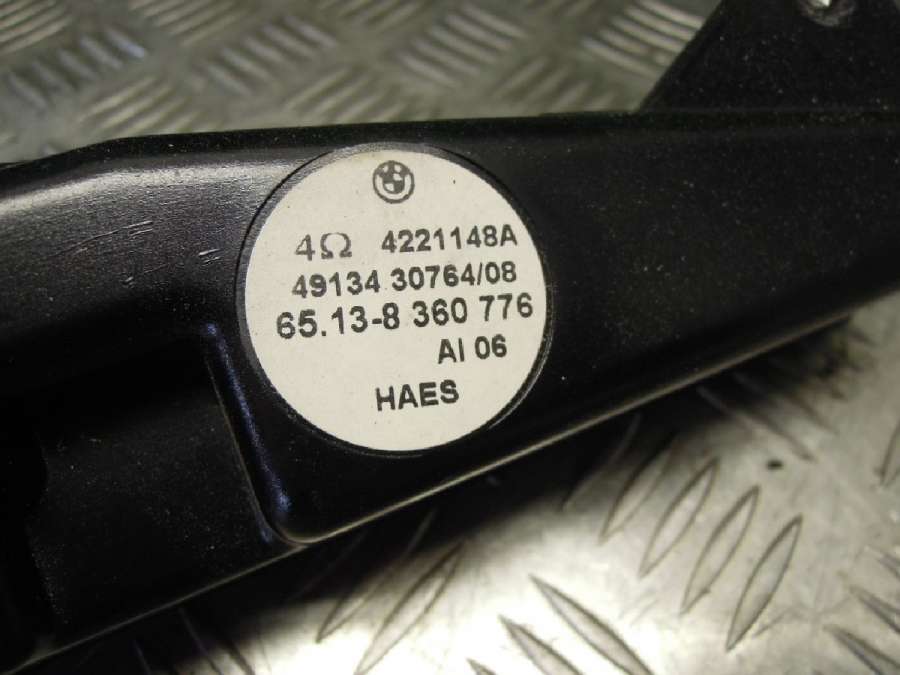 4Ω 4221148A
49134 30764/08
65.13-8 360 776
AI 06
HAES